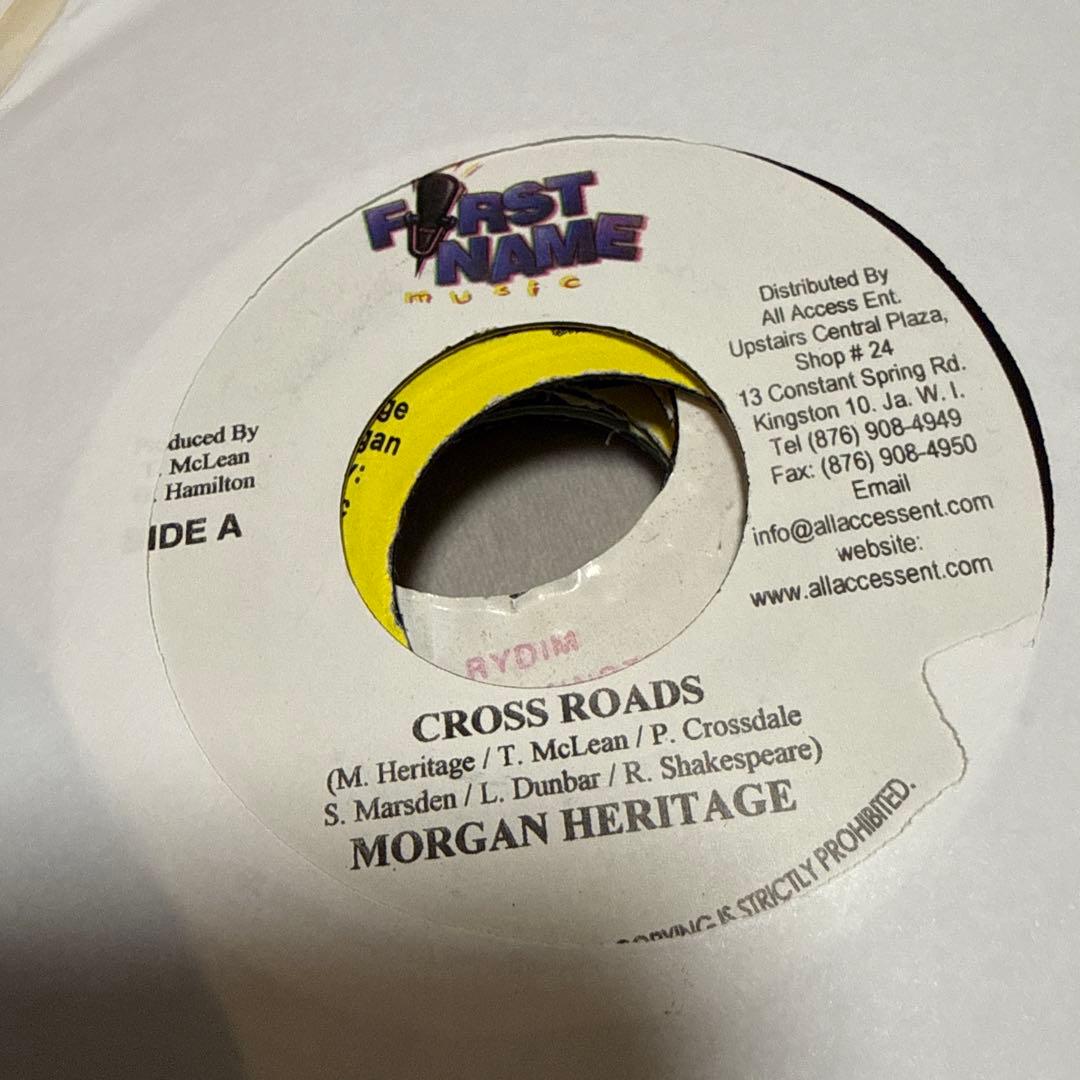 FIRST
NAME
music
Distributed By
All Access Ent.
Upstairs Central Plaza,
Shop # 24
13 Constant Spring Rd.
Kingston 10. Ja. W. I.
Tel (876) 908-4949
Fax: (876) 908-4950
Email
info@allaccessent.com
website:
www.allaccessent.com
duced By
. McLean
. Hamilton
IDE A
ge
gan
RYDIM
CROSS ROADS
(M. Heritage / T. McLean / P. Crossdale
S. Marsden / L. Dunbar / R. Shakespeare)
MORGAN HERITAGE
COPYING IS STRICTLY PROHIBITED.